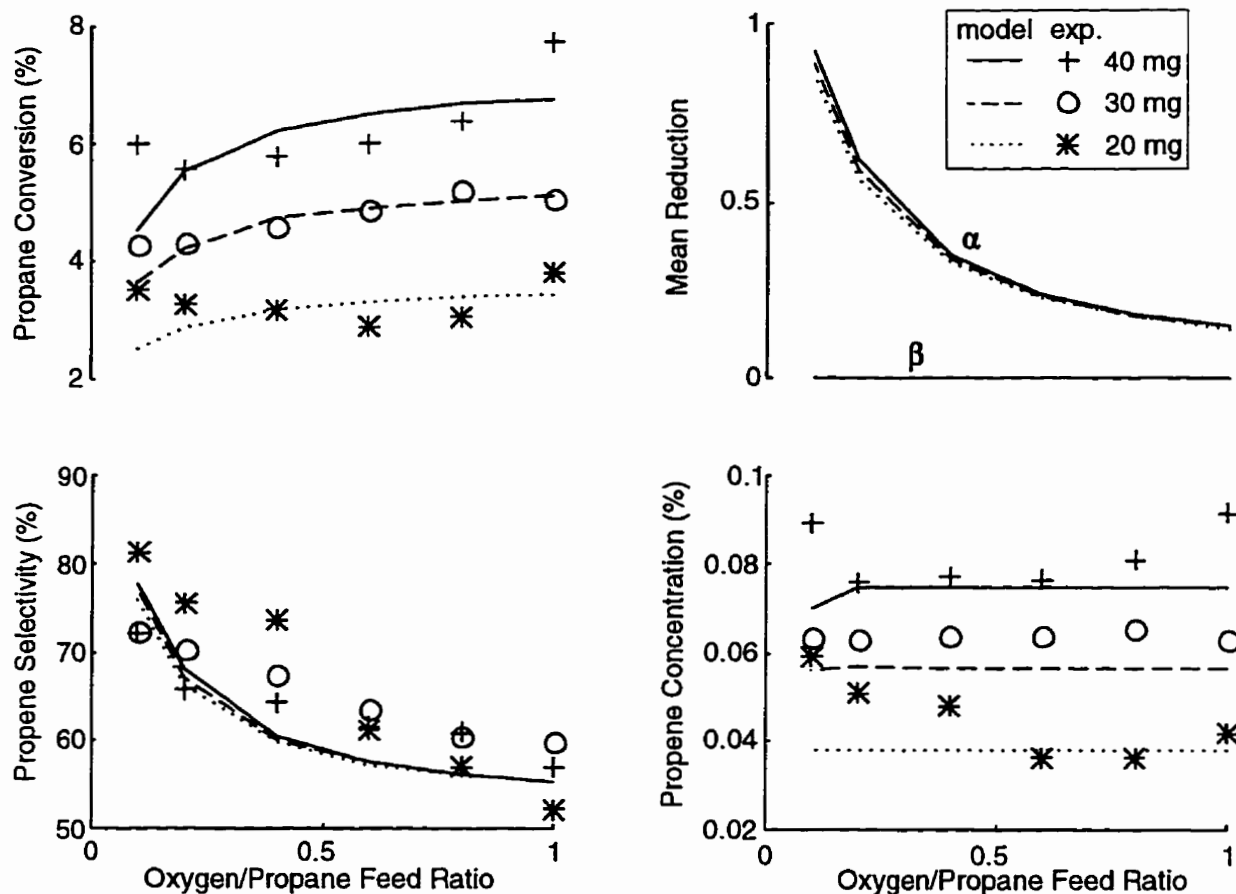 Propane Conversion (%)
8
6
4
2
Mean Reduction
1
0.5
0
α
β
model exp.
40 mg
30 mg
20 mg
Propene Selectivity (%)
90
80
70
60
50
0
0.5
1
Oxygen/Propane Feed Ratio
Propene Concentration (%)
0.1
0.08
0.06
0.04
0.02
0
0.5
1
Oxygen/Propane Feed Ratio